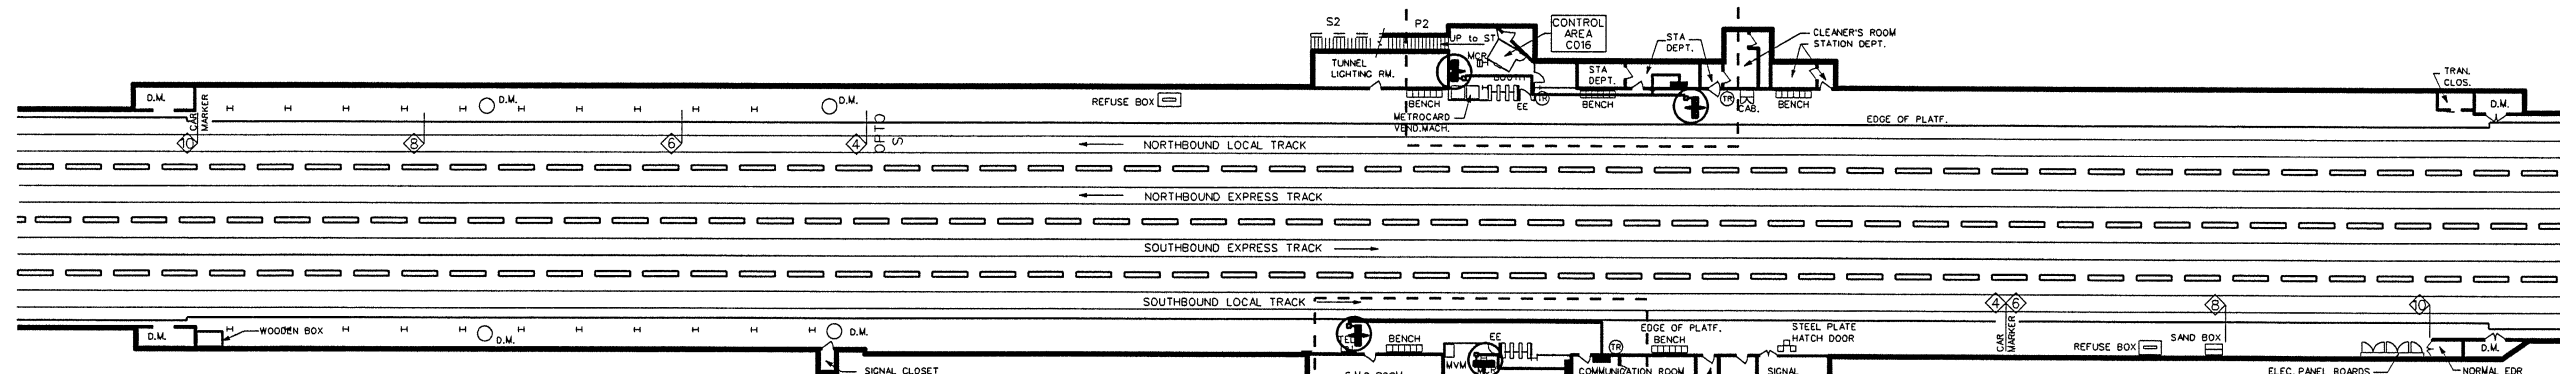 S2
P2
UP to ST
CONTROL
AREA
C016
STA
DEPT.
CLEANER'S ROOM
STATION DEPT.
TUNNEL
LIGHTING RM.
MCR
BOOTH
STA
DEPT.
TRAN.
CLOS.
D.M.
CAR
MARKER
D.M.
D.M.
REFUSE BOX
BENCH
EE
TR
BENCH
TR
CAB.
BENCH
D.M.
METROCARD
VEND.MACH.
EDGE OF PLATF.
10
8
6
4
OPTO
S
NORTHBOUND LOCAL TRACK
NORTHBOUND EXPRESS TRACK
SOUTHBOUND EXPRESS TRACK
SOUTHBOUND LOCAL TRACK
4
6
8
10
D.M.
WOODEN BOX
D.M.
D.M.
TEL
BENCH
EE
TR
EDGE OF PLATF.
BENCH
STEEL PLATE
HATCH DOOR
CAR
MARKER
REFUSE BOX
SAND BOX
D.M.
SIGNAL CLOSET
MVM
MCR
COMMUNICATION ROOM
SIGNAL
ELEC. PANEL BOARDS
NORMAL EDR